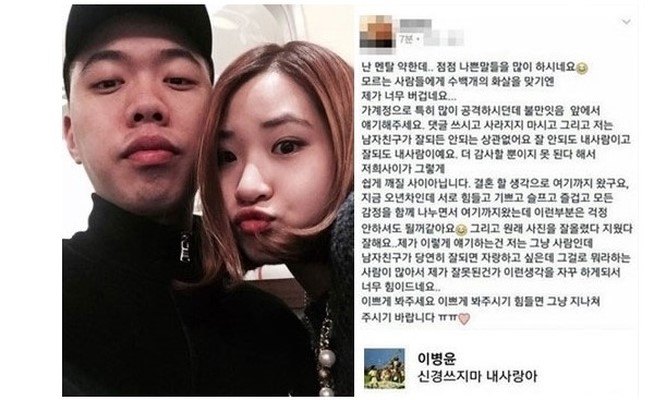 7분 ·
난 멘탈 약한데.. 점점 나쁜말들을 많이 하시네요😂
모르는 사람들에게 수백개의 화살을 맞기엔
제가 너무 버겁네요...
가계정으로 특히 많이 공격하시던데 불만잇음 앞에서
얘기해주세요. 댓글 쓰시고 사라지지 마시고 그리고 저는
남자친구가 잘되든 안되는 상관없어요 잘 안되도 내사람이고
잘되도 내사람이예요. 더 감사할 뿐이지 못 된다 해서
저희사이가 그렇게
쉽게 깨질 사이아닙니다. 결혼 할 생각으로 여기까지 왔구요,
지금 오년차인데 서로 힘들고 기쁘고 슬프고 즐겁고 모든
감정을 함께 나누면서 여기까지왔는데 이런부분은 걱정
안하셔도 될꺼같아요😂 그리고 원래 사진을 잘올렸다 지웠다
잘해요..제가 이렇게 얘기하는건 저는 그냥 사람인데
남자친구가 당연히 잘되면 자랑하고 싶은데 그걸로 뭐라하는
사람이 많아서 제가 잘못된건가 이런생각을 자꾸 하게되서
너무 힘이드네요..
이쁘게 봐주세요 이쁘게 봐주시기 힘들면 그냥 지나쳐
주시기 바랍니다 ㅠㅠ💗
이병윤
신경쓰지마 내사랑아